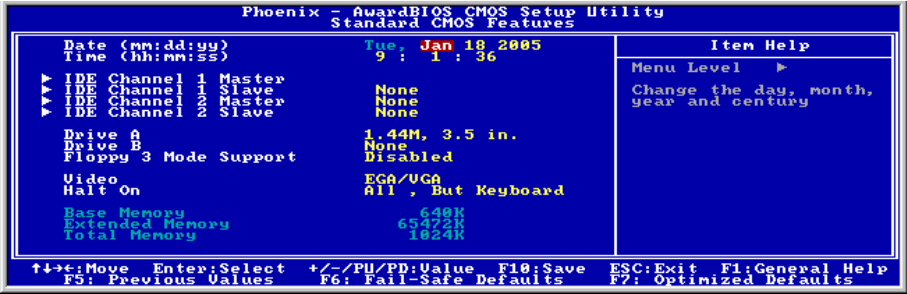 Phoenix - AwardBIOS CMOS Setup Utility
Standard CMOS Features
Date (mm:dd:yy) Tue, Jan 18 2005
Time (hh:mm:ss) 9 : 1 : 36
► IDE Channel 1 Master
► IDE Channel 1 Slave None
► IDE Channel 2 Master None
► IDE Channel 2 Slave None
Drive A 1.44M, 3.5 in.
Drive B None
Floppy 3 Mode Support Disabled
Video EGA/VGA
Halt On All , But Keyboard
Base Memory 640K
Extended Memory 65472K
Total Memory 1024K
Item Help
Menu Level ►
Change the day, month,
year and century
↑↓→←:Move Enter:Select +/-/PU/PD:Value F10:Save ESC:Exit F1:General Help
F5: Previous Values F6: Fail-Safe Defaults F7: Optimized Defaults